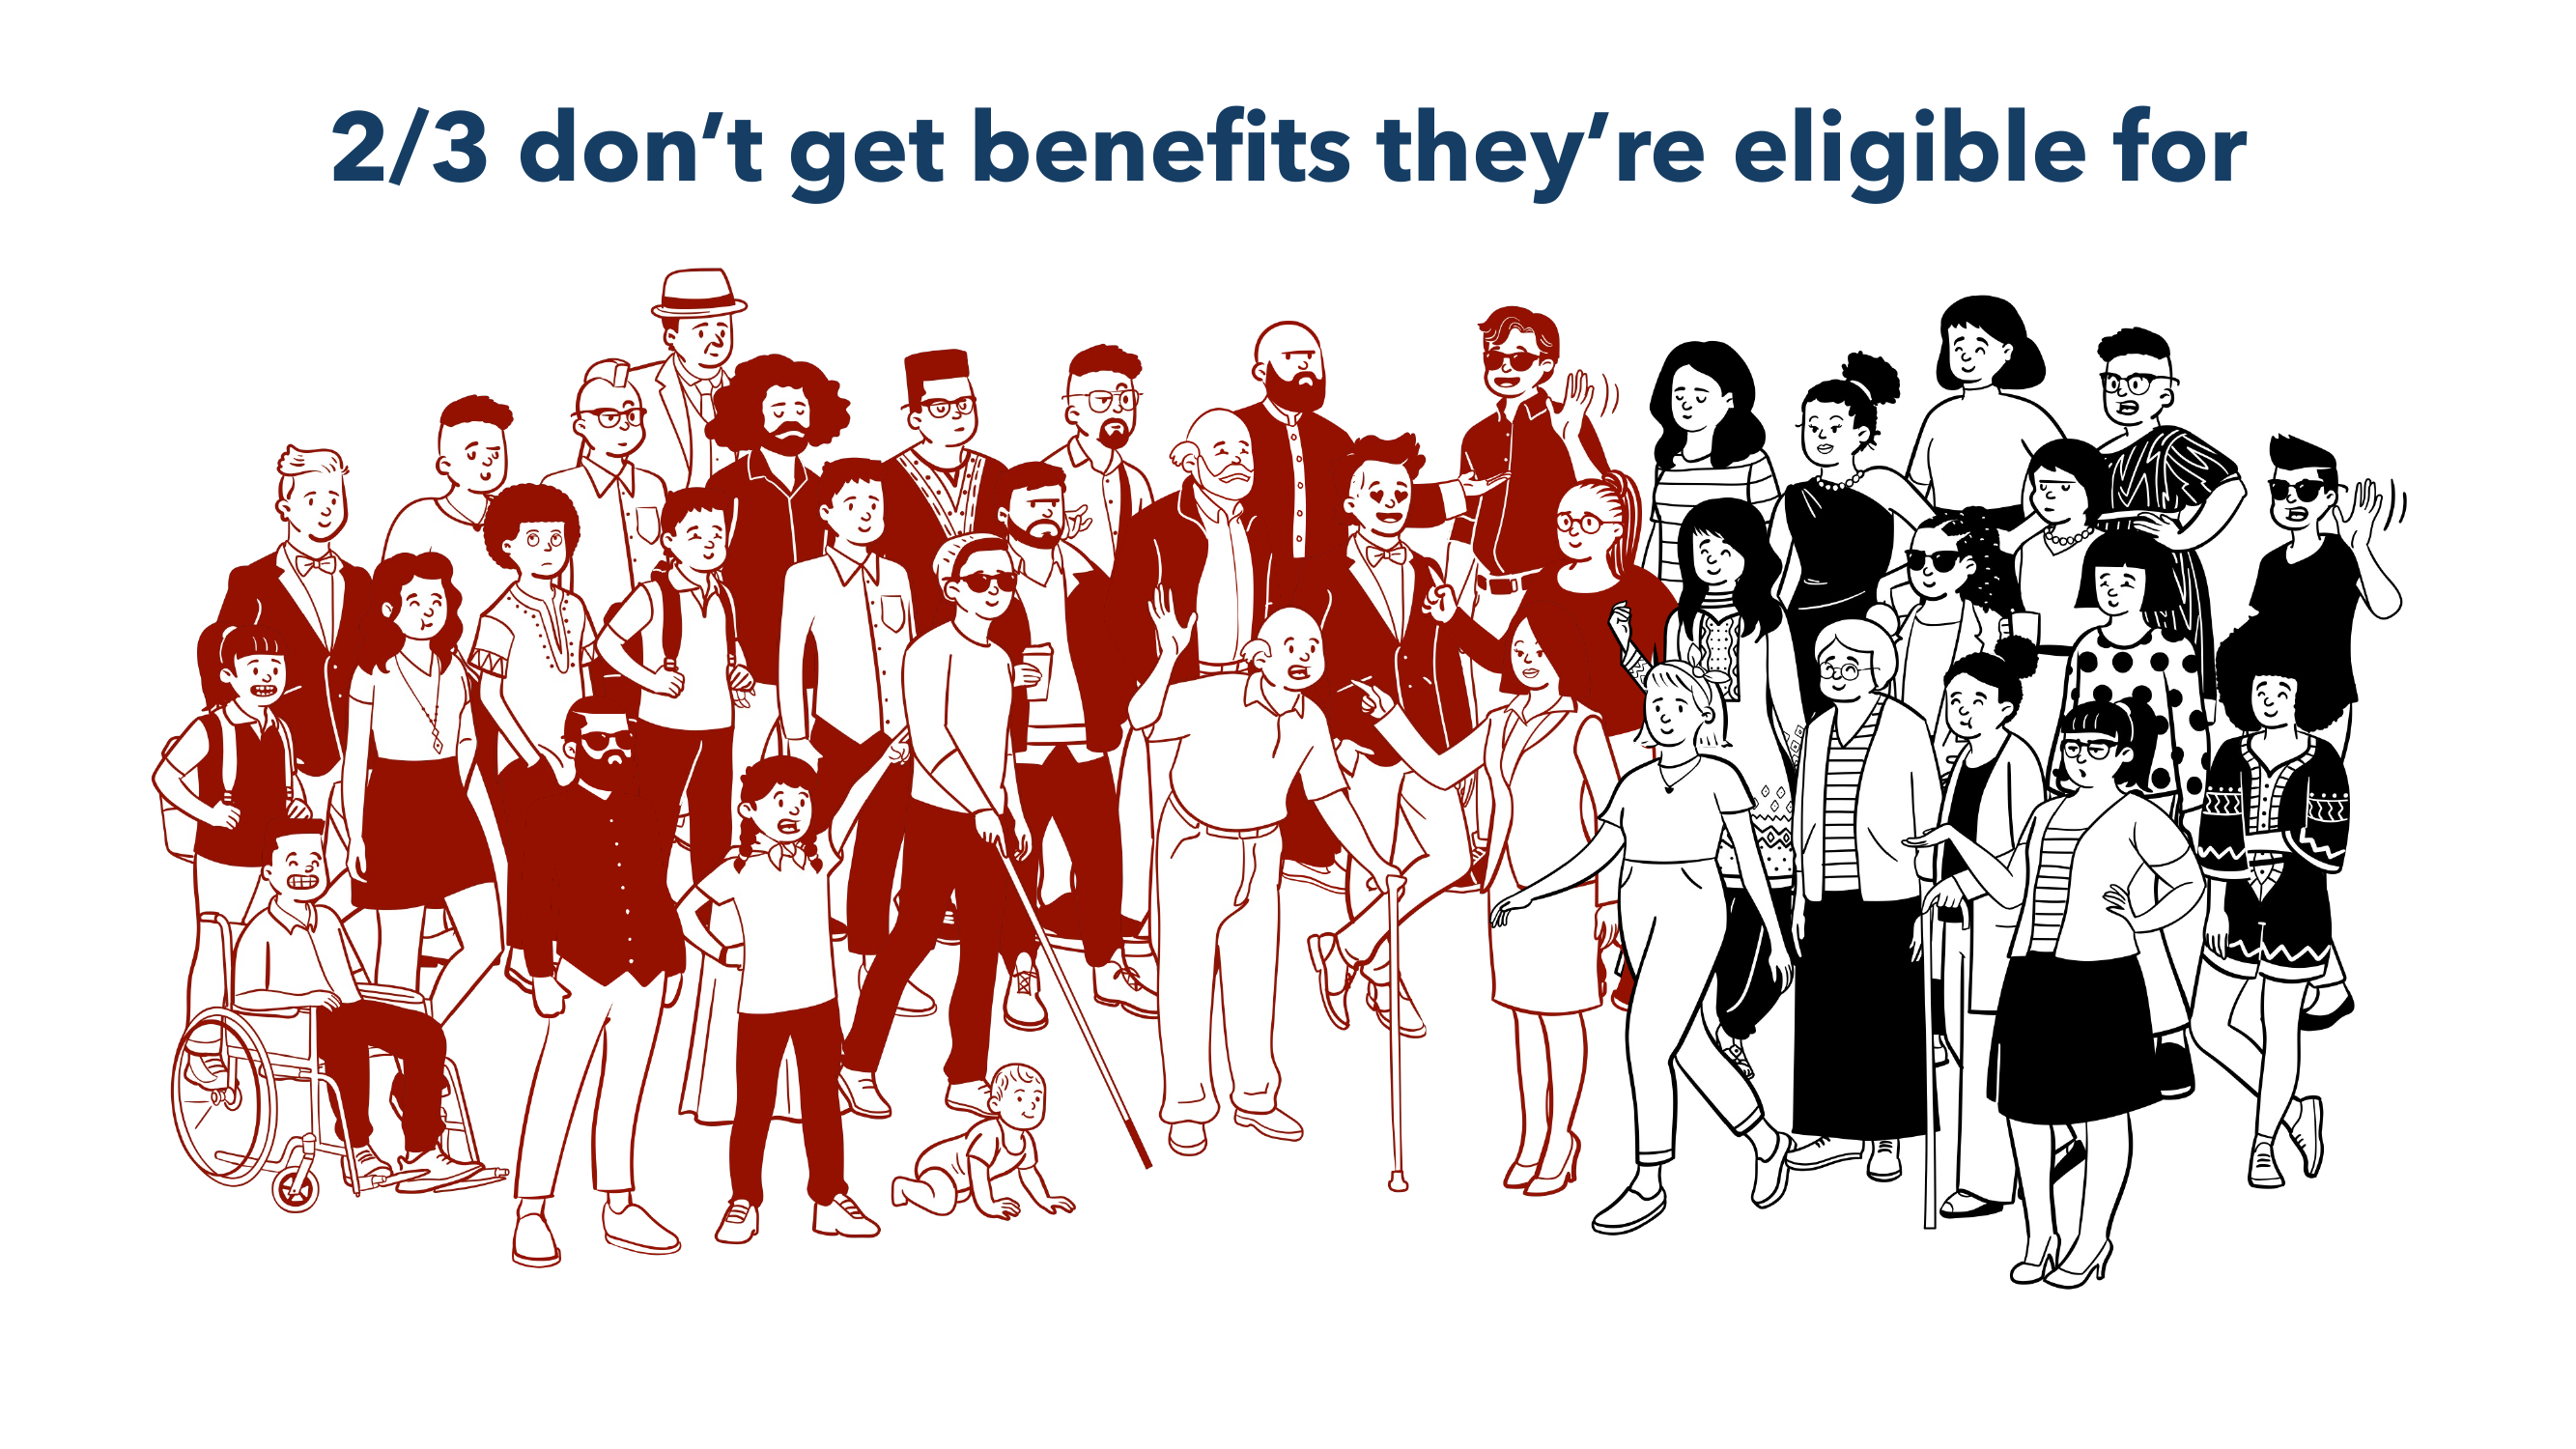 2/3 don’t get benefits they’re eligible for